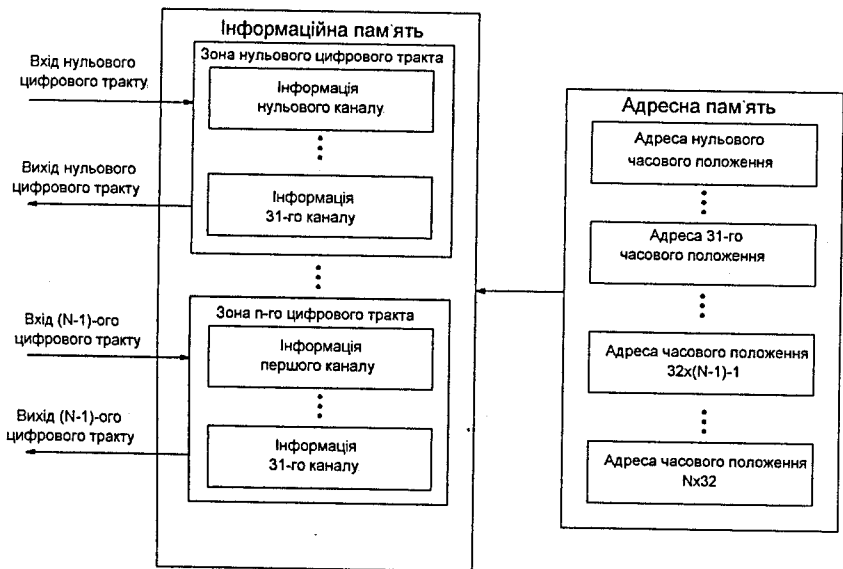 Інформаційна пам`ять
Зона нульового цифрового тракта
Вхід нульового
цифрового тракту
Інформація
нульового каналу
Вихід нульового
цифрового тракту
Інформація
31-го каналу
Вхід (N-1)-ого
цифрового тракту
Зона n-го цифрового тракта
Інформація
першого каналу
Вихід (N-1)-ого
цифрового тракту
Інформація
31-го каналу
Адресна пам`ять
Адреса нульового
часового положення
Адреса 31-го
часового положення
Адреса часового положення
32x(N-1)-1
Адреса часового положення
Nx32